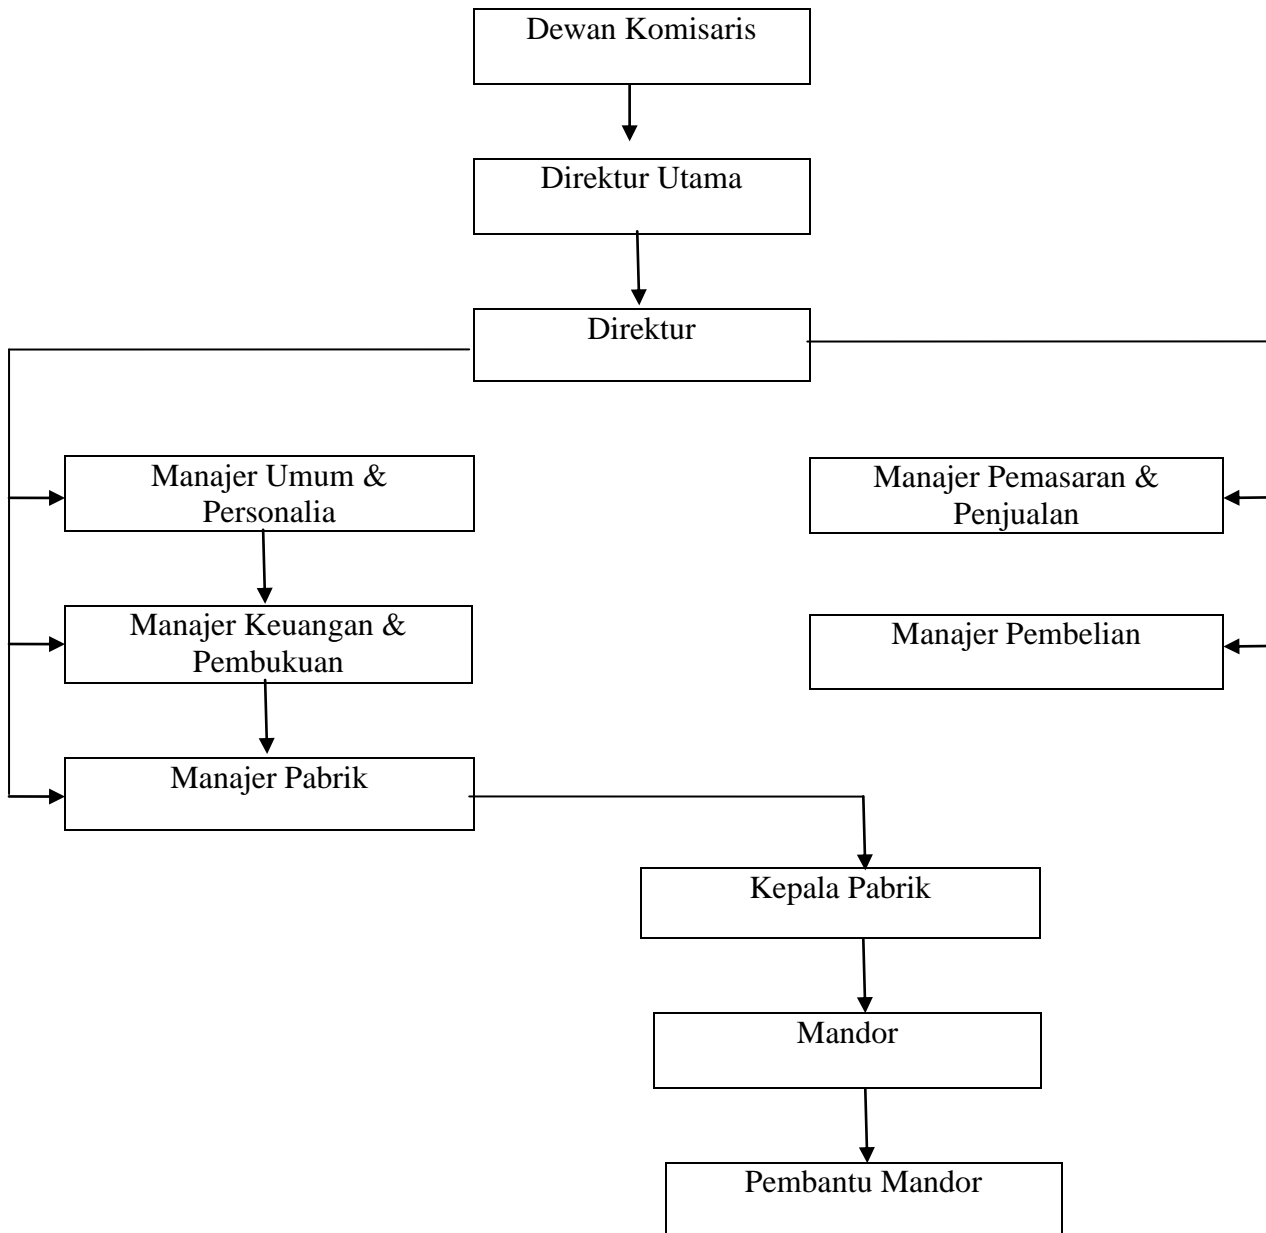 Dewan Komisaris
Direktur Utama
Direktur
Manajer Umum &
Personalia
Manajer Pemasaran &
Penjualan
Manajer Keuangan &
Pembukuan
Manajer Pembelian
Manajer Pabrik
Kepala Pabrik
Mandor
Pembantu Mandor